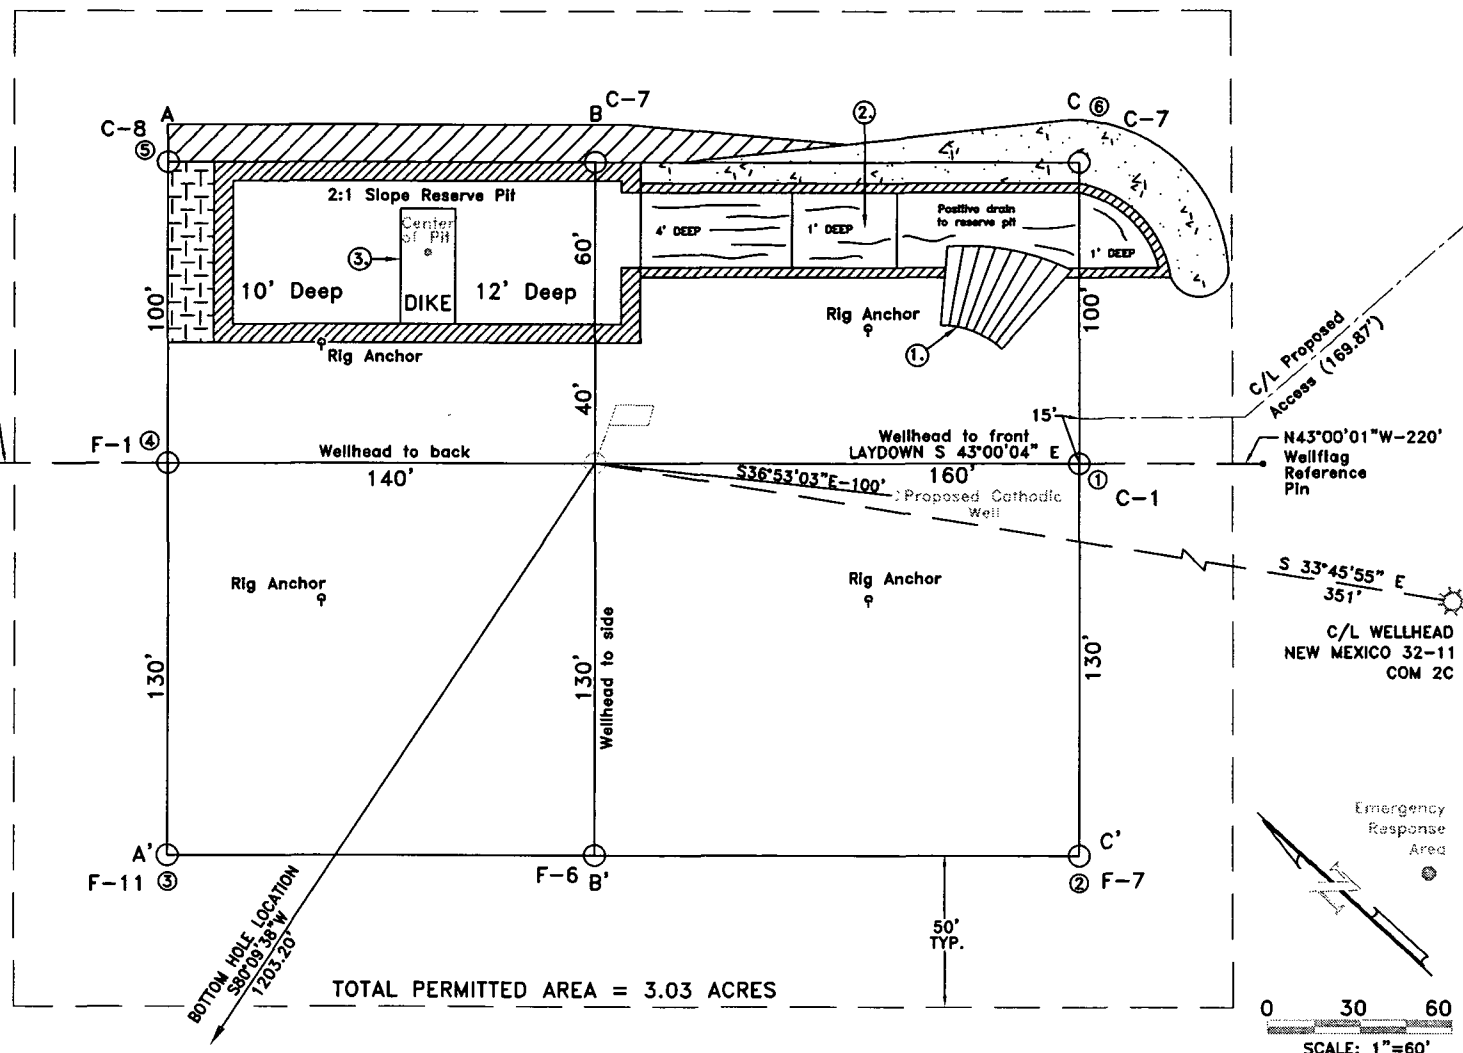 A
B
C-7
C ⑥
C-7
C-8
⑤
2.
2:1 Slope Reserve Pit
Center
of Pit
3.
10' Deep
DIKE
12' Deep
60'
4' DEEP
1' DEEP
Positive drain
to reserve pit
1' DEEP
100'
100'
Rig Anchor
Rig Anchor
1.
40'
15'
C/L Proposed
Access (169.87')
F-1 ④
Wellhead to back
140'
Wellhead to front
LAYDOWN S 43°00'04" E
160'
N43°00'01"W-220'
Wellflag
Reference
Pin
①
C-1
S36°53'03"E-100'
Proposed Cathodic
Well
S 33°45'55" E
351'
C/L WELLHEAD
NEW MEXICO 32-11
COM 2C
Rig Anchor
Rig Anchor
130'
130'
Wellhead to side
130'
Emergency
Response
Area
A'
F-11 ③
F-6
B'
C'
② F-7
BOTTOM HOLE LOCATION
S80°09'38"W
1203.20'
50'
TYP.
N
TOTAL PERMITTED AREA = 3.03 ACRES
0 30 60
SCALE: 1"=60'